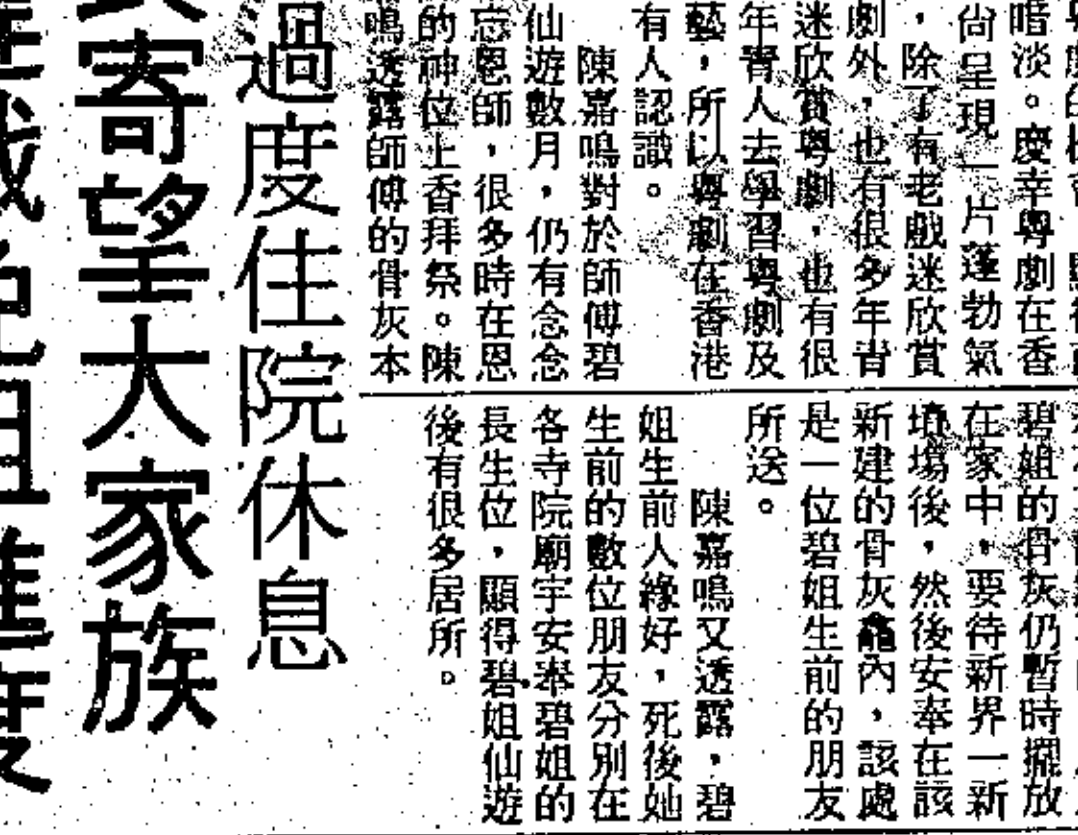 暗淡。慶幸粵劇在香
尚呈現一片蓬勃氣
，除了有老戲迷欣賞
劇外，也有很多年青
迷欣賞粵劇，也有很
年青人去學習粵劇及
藝，所以粵劇在香港
有人認識。
陳嘉鳴對於師傅碧
仙遊數月，仍有念念
忘恩師，很多時在恩
的神位上香拜祭。陳
鳴透露師傅的骨灰本
碧姐的骨灰仍暫時擺放
在家中，要待新界一新
墳場後，然後安奉在該
新建的骨灰龕內，該處
是一位碧姐生前的朋友
所送。
陳嘉鳴又透露，碧
姐生前人緣好，死後她
生前的數位朋友分別在
各寺院廟宇安奉碧姐的
長生位，顯得碧姐仙遊
後有很多居所。
過度住院休息
寄望大家族